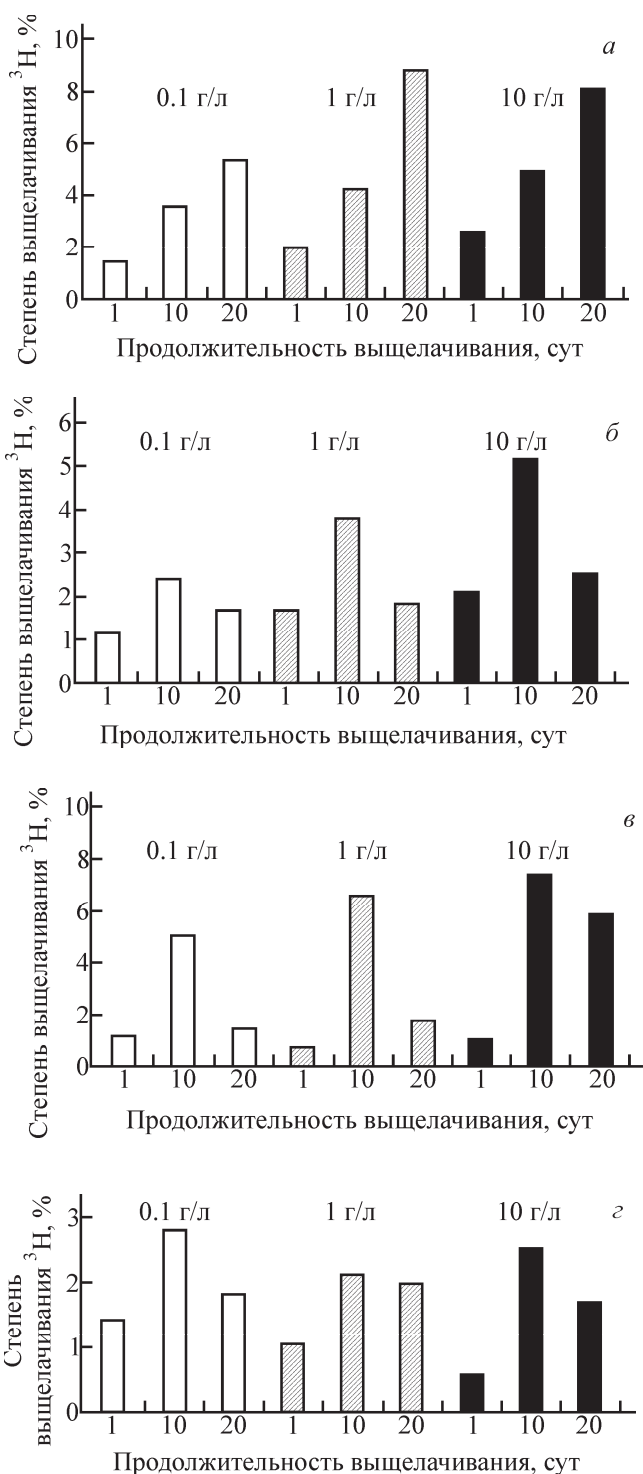 Степень выщелачивания ³H, %
10
8
6
4
2
0
0.1 г/л
1 г/л
10 г/л
а
1 10 20 1 10 20 1 10 20
Продолжительность выщелачивания, сут
Степень выщелачивания ³H, %
6
5
4
3
2
1
0
0.1 г/л
1 г/л
10 г/л
б
1 10 20 1 10 20 1 10 20
Продолжительность выщелачивания, сут
Степень выщелачивания ³H, %
10
8
6
4
2
0
0.1 г/л
1 г/л
10 г/л
в
1 10 20 1 10 20 1 10 20
Продолжительность выщелачивания, сут
Степень
выщелачивания ³H, %
3
2
1
0
0.1 г/л
1 г/л
10 г/л
г
1 10 20 1 10 20 1 10 20
Продолжительность выщелачивания, сут